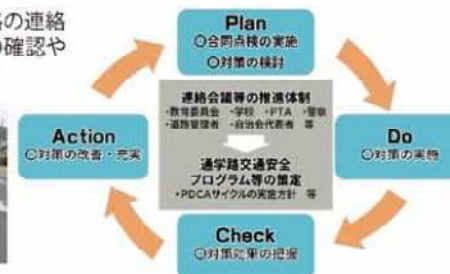 の連絡
確認や
Plan
〇合同点検の実施
〇対策の検討
連絡会議等の推進体制
・教育委員会 ・学校 ・PTA ・警察
・道路管理者 ・自治会代表者 等
通学路交通安全
プログラム等の策定
・PDCAサイクルの実施方針 等
Do
〇対策の実施
Check
〇対策効果の把握
Action
〇対策の改善・充実